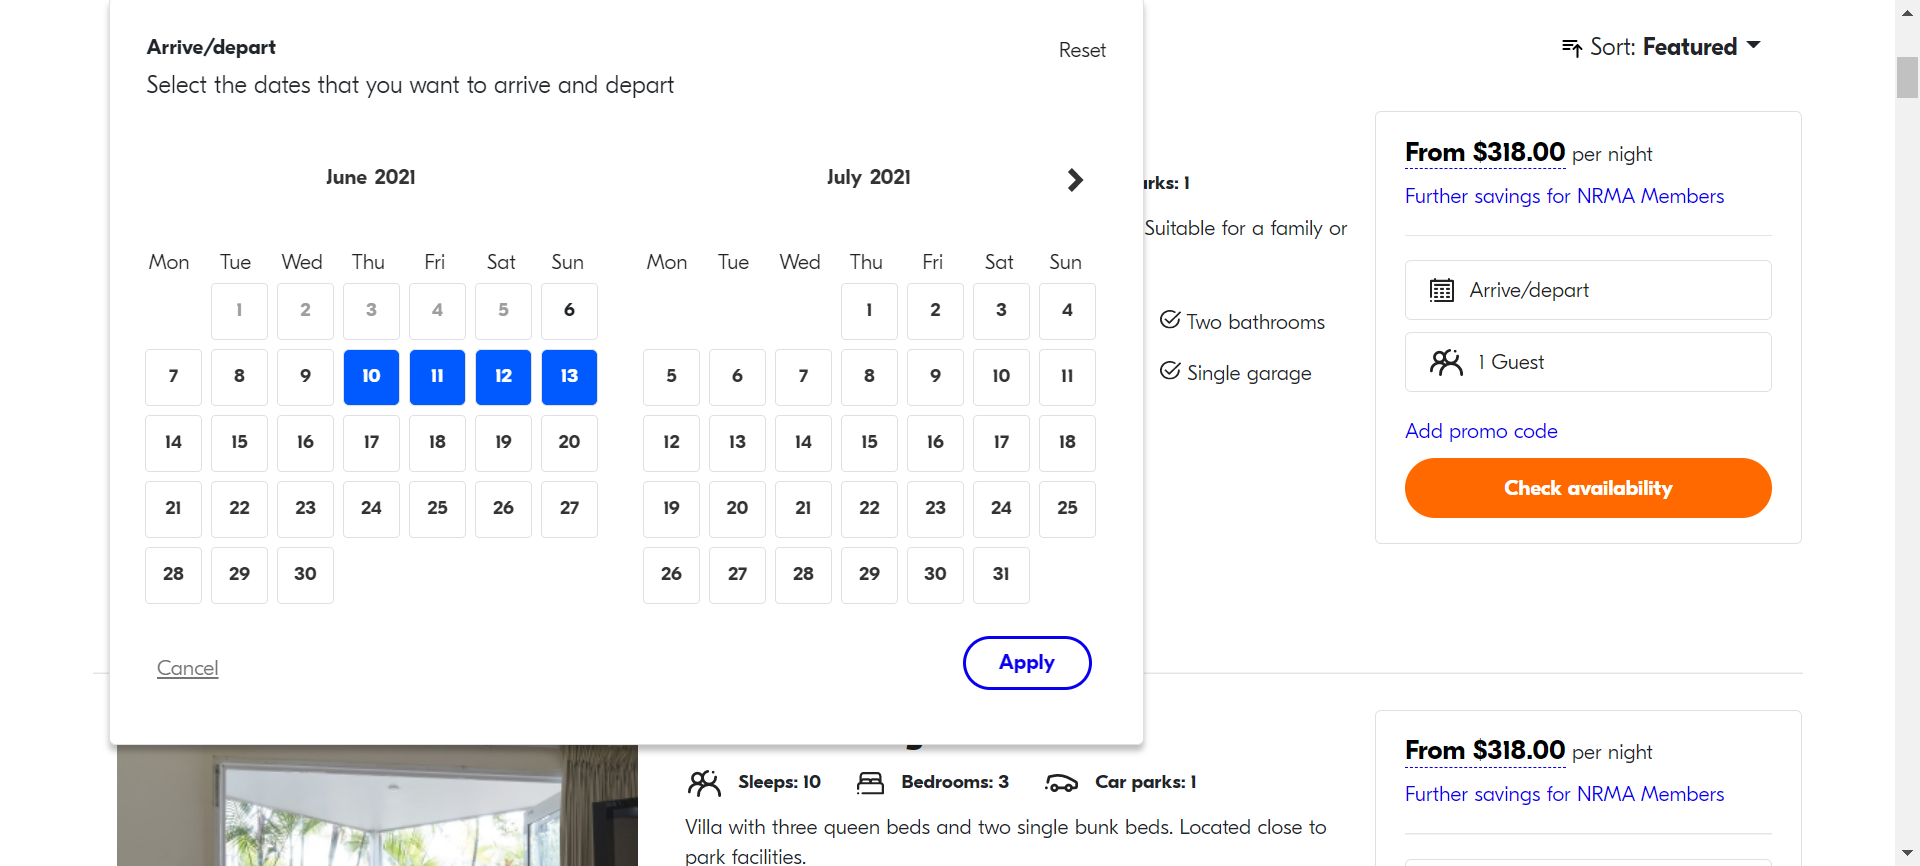 Arrive/depart
Reset
Select the dates that you want to arrive and depart
June 2021
Mon Tue Wed Thu Fri Sat Sun
1 2 3 4 5 6
7 8 9 10 11 12 13
14 15 16 17 18 19 20
21 22 23 24 25 26 27
28 29 30
July 2021
Mon Tue Wed Thu Fri Sat Sun
1 2 3 4
5 6 7 8 9 10 11
12 13 14 15 16 17 18
19 20 21 22 23 24 25
26 27 28 29 30 31
Cancel
Apply
Sort: Featured
: 1
Suitable for a family or
Two bathrooms
Single garage
From $318.00 per night
Further savings for NRMA Members
Arrive/depart
1 Guest
Add promo code
Check availability
Sleeps: 10 Bedrooms: 3 Car parks: 1
Villa with three queen beds and two single bunk beds. Located close to
park facilities.
From $318.00 per night
Further savings for NRMA Members